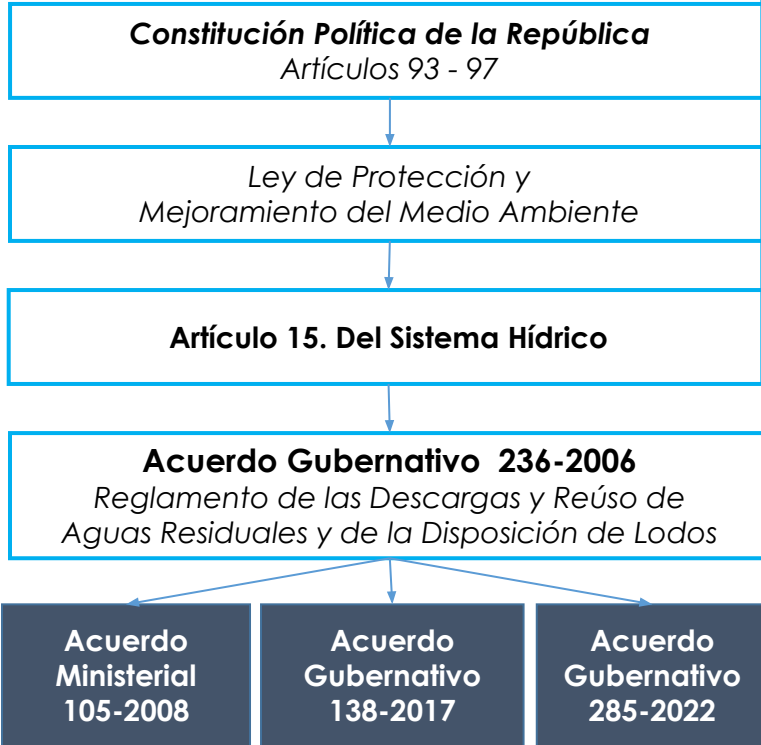 Constitución Política de la República
Artículos 93 - 97
Ley de Protección y
Mejoramiento del Medio Ambiente
Artículo 15. Del Sistema Hídrico
Acuerdo Gubernativo 236-2006
Reglamento de las Descargas y Reúso de
Aguas Residuales y de la Disposición de Lodos
Acuerdo
Ministerial
105-2008
Acuerdo
Gubernativo
138-2017
Acuerdo
Gubernativo
285-2022